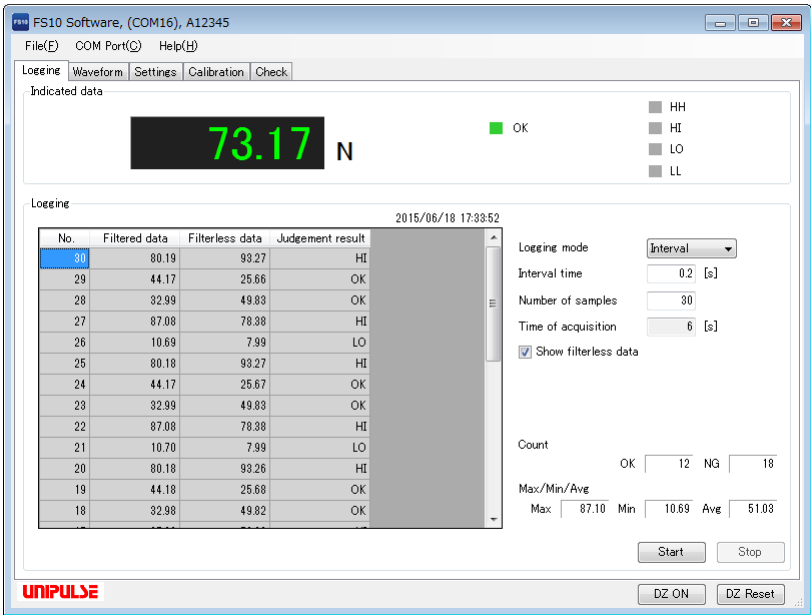 FS10 FS10 Software, (COM16), A12345
File(F) COM Port(C) Help(H)
Logging Waveform Settings Calibration Check
Indicated data
73.17 N
OK
HH
HI
LO
LL
Logging
2015/06/18 17:33:52
No. Filtered data Filterless data Judgement result
30 80.19 93.27 HI
29 44.17 25.66 OK
28 32.99 49.83 OK
27 87.08 78.38 HI
26 10.69 7.99 LO
25 80.18 93.27 HI
24 44.17 25.67 OK
23 32.99 49.83 OK
22 87.08 78.38 HI
21 10.70 7.99 LO
20 80.18 93.26 HI
19 44.18 25.68 OK
18 32.98 49.82 OK
Logging mode Interval
Interval time 0.2 [s]
Number of samples 30
Time of acquisition 6 [s]
Show filterless data
Count
OK 12 NG 18
Max/Min/Avg
Max 87.10 Min 10.69 Avg 51.03
Start Stop
UNIPULSE
DZ ON DZ Reset